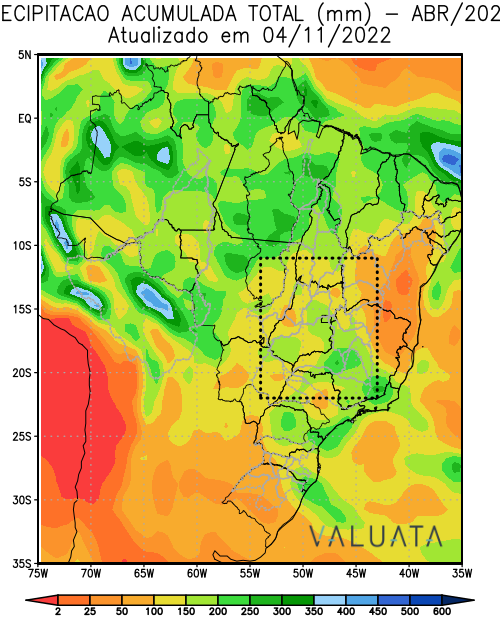 ECIPITACAO ACUMULADA TOTAL (mm) – ABR/202
Atualizado em 04/11/2022
5N
EQ
5S
10S
15S
20S
25S
30S
35S
VALUATA
75W 70W 65W 60W 55W 50W 45W 40W 35W
2 25 50 100 150 200 250 300 350 400 450 500 600